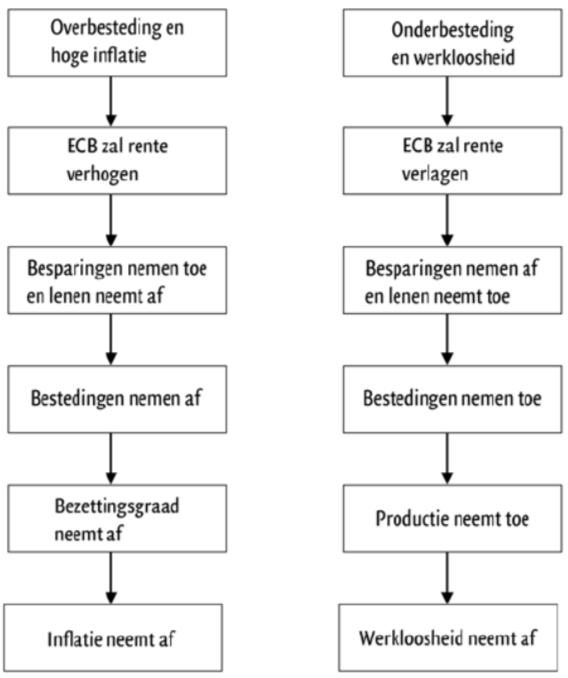 Overbesteding en
hoge inflatie
ECB zal rente
verhogen
Besparingen nemen toe
en lenen neemt af
Bestedingen nemen af
Bezettingsgraad
neemt af
Inflatie neemt af
Onderbesteding
en werkloosheid
ECB zal rente
verlagen
Besparingen nemen af
en lenen neemt toe
Bestedingen nemen toe
Productie neemt toe
Werkloosheid neemt af